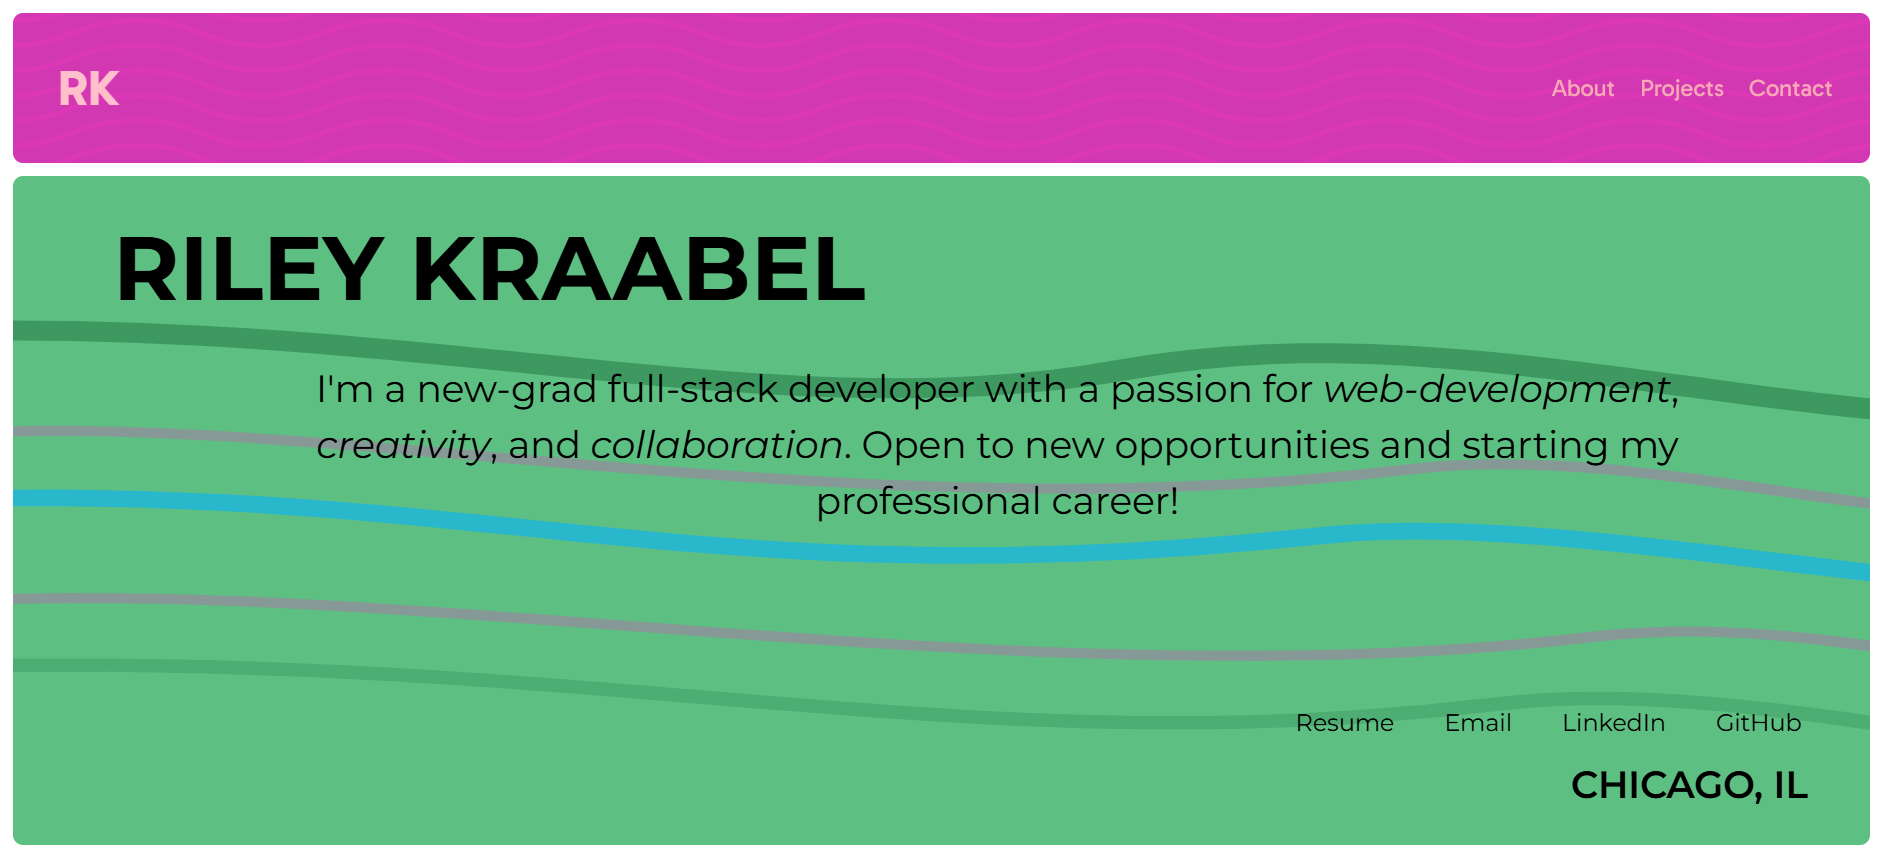 RK
About Projects Contact
RILEY KRAABEL
I'm a new-grad full-stack developer with a passion for web-development,
creativity, and collaboration. Open to new opportunities and starting my
professional career!
Resume Email LinkedIn GitHub
CHICAGO, IL